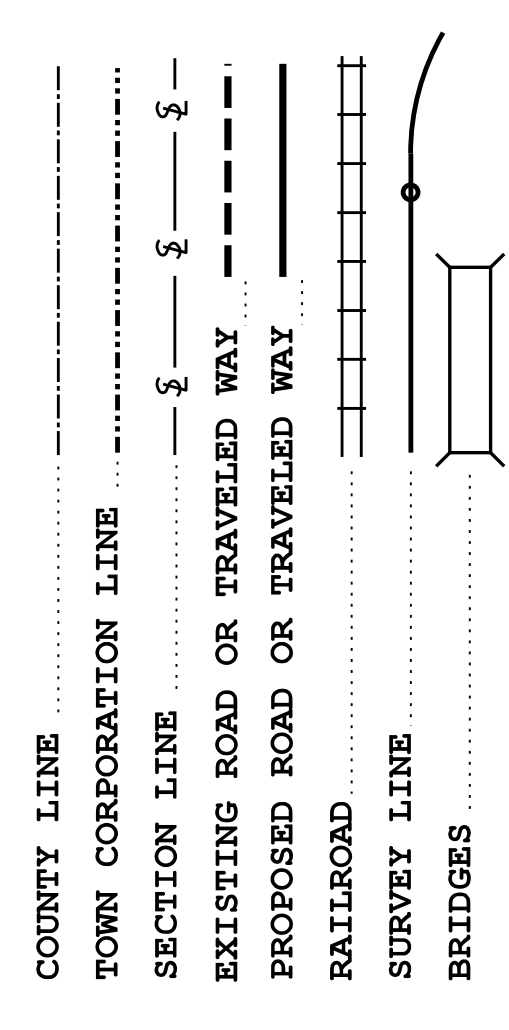 COUNTY LINE
TOWN CORPORATION LINE
SECTION LINE
EXISTING ROAD OR TRAVELED WAY
PROPOSED ROAD OR TRAVELED WAY
RAILROAD
SURVEY LINE
BRIDGES